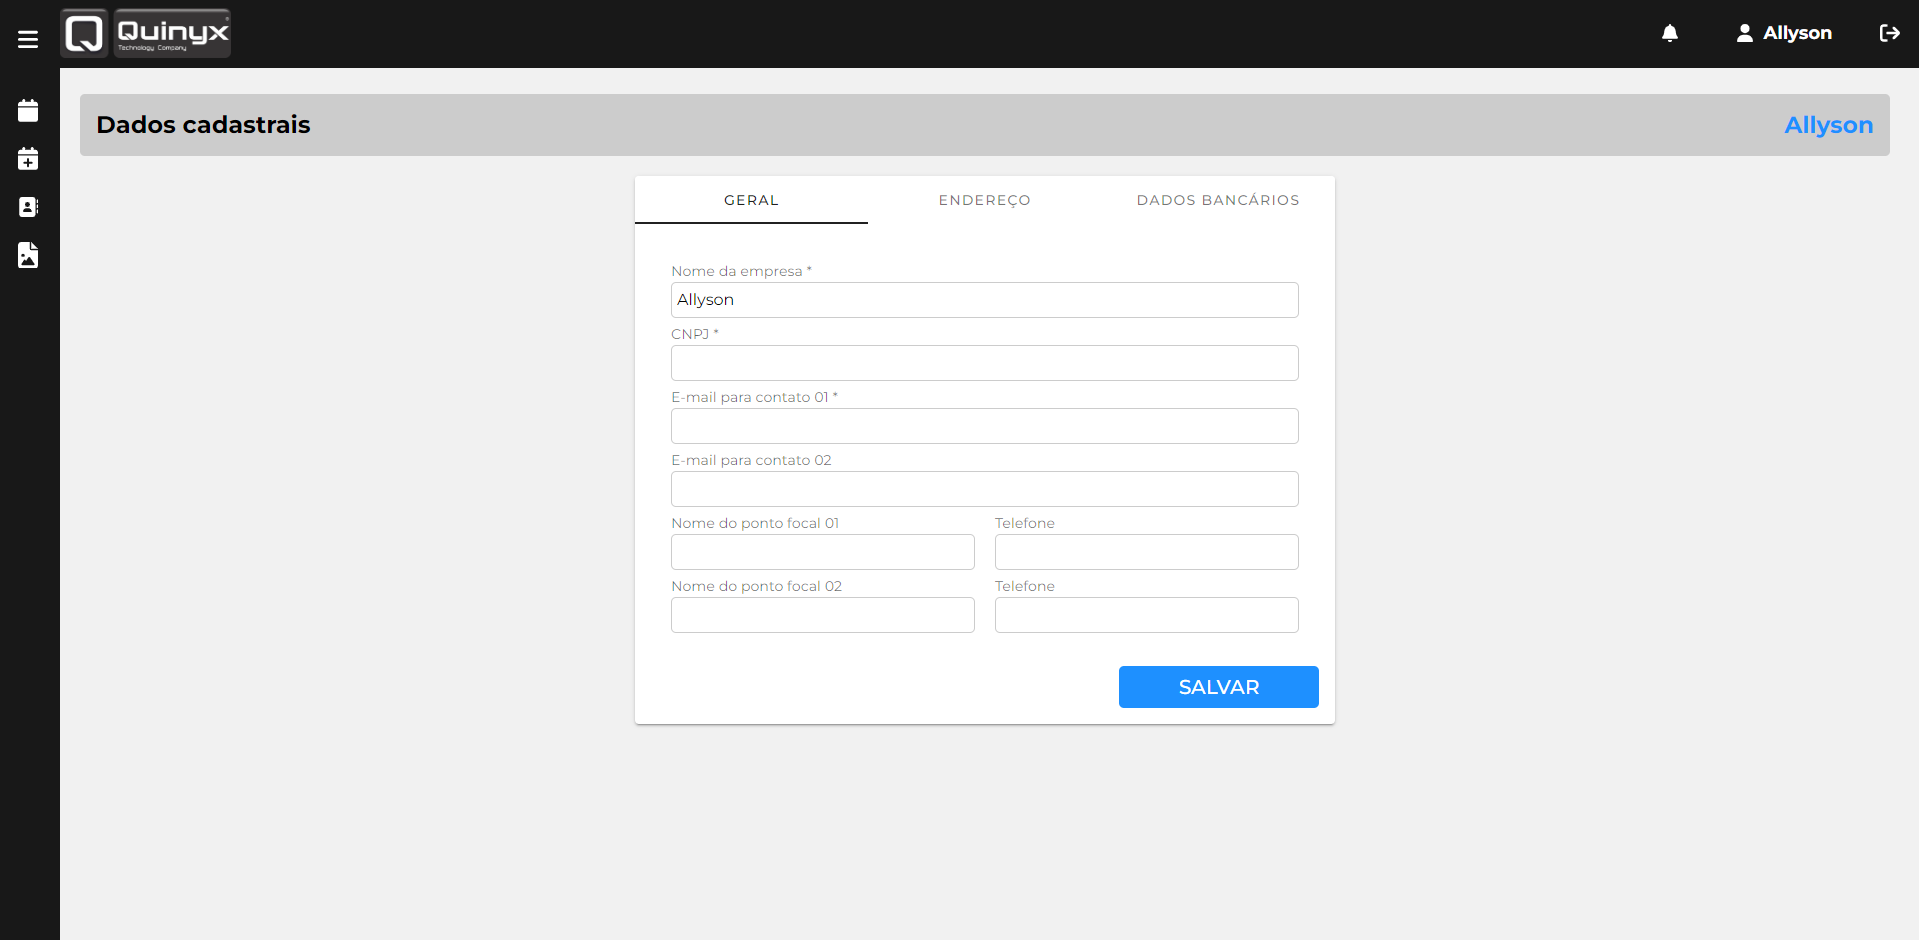 Quinyx
Technology Company
Allyson
Dados cadastrais
Allyson
GERAL
ENDEREÇO
DADOS BANCÁRIOS
Nome da empresa *
Allyson
CNPJ *
E-mail para contato 01 *
E-mail para contato 02
Nome do ponto focal 01
Telefone
Nome do ponto focal 02
Telefone
SALVAR